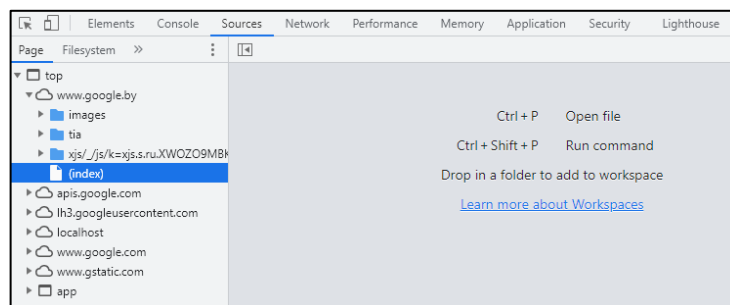 Elements Console Sources Network Performance Memory Application Security Lighthouse
Page Filesystem »
top
www.google.by
images
tia
xjs/_/js/k=xjs.s.ru.XWOZO9MBK
(index)
apis.google.com
lh3.googleusercontent.com
localhost
www.google.com
www.gstatic.com
app
Ctrl + P Open file
Ctrl + Shift + P Run command
Drop in a folder to add to workspace
Learn more about Workspaces